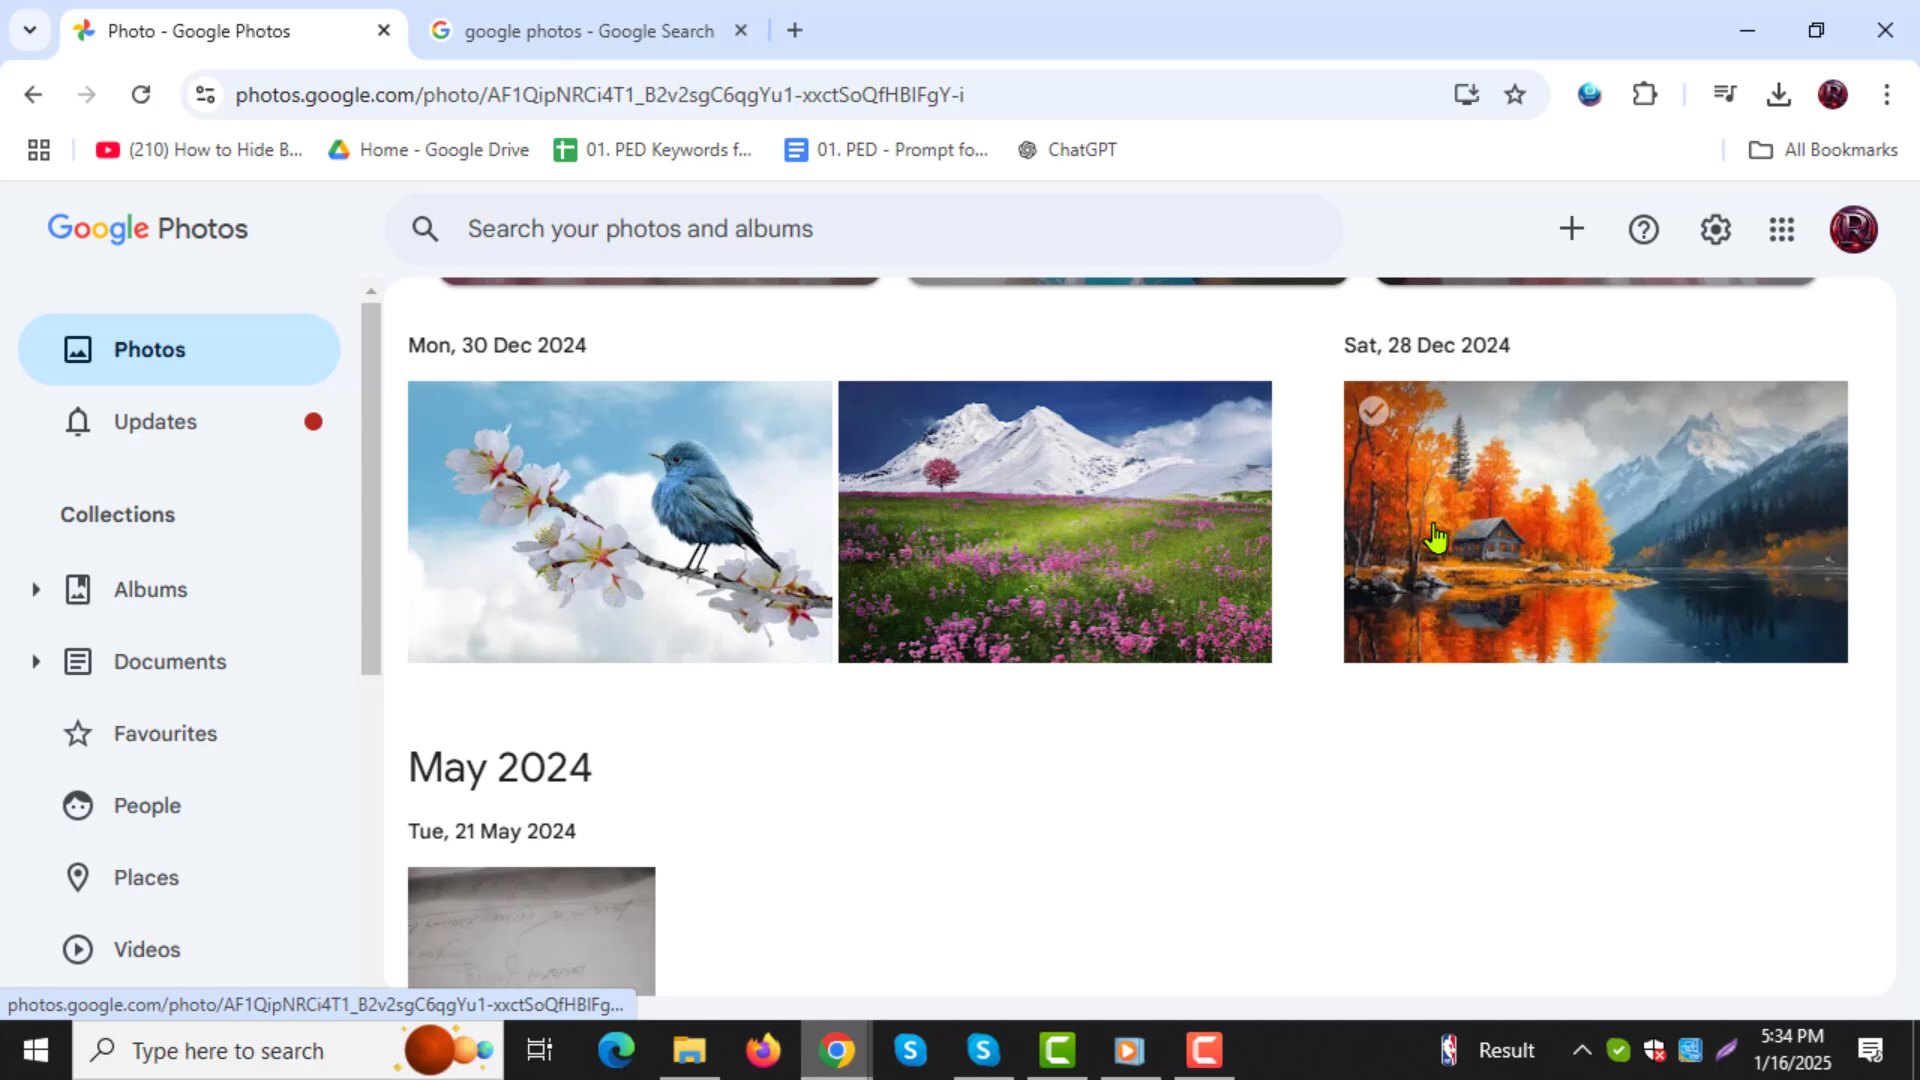 Photo - Google Photos
google photos - Google Search
photos.google.com/photo/AF1QipNRCi4T1_B2v2sgC6qgYu1-xxctSoQfHBIFgY-i
(210) How to Hide B...
Home - Google Drive
01. PED Keywords f...
01. PED - Prompt fo...
ChatGPT
All Bookmarks
Google Photos
Search your photos and albums
Photos
Updates
Collections
Albums
Documents
Favourites
People
Places
Videos
Mon, 30 Dec 2024
Sat, 28 Dec 2024
May 2024
Tue, 21 May 2024
photos.google.com/photo/AF1QipNRCi4T1_B2v2sgC6qgYu1-xxctSoQfHBIFg...
Type here to search
Result
5:34 PM
1/16/2025